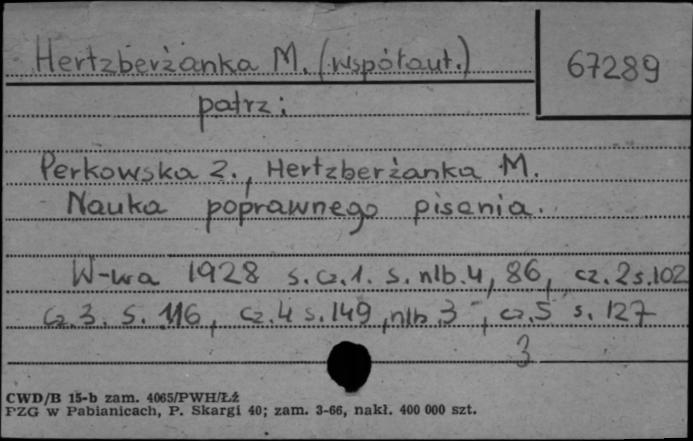 Hertzberżanka M. (współaut.) 67289
patrz:
Perkowska Z., Hertzberżanka M.
Nauka poprawnego pisania.
W-wa 1928 s. cz. 1. s. nlb. 4, 86, cz. 2 s. 102
cz. 3. s. 116, cz. 4 s. 149, nlb 3, cz. 5 s. 127
3
CWD/B 15-b zam. 4065/PWH/Łż
PZG w Pabianicach, P. Skargi 40; zam. 3-66, nakł. 400 000 szt.